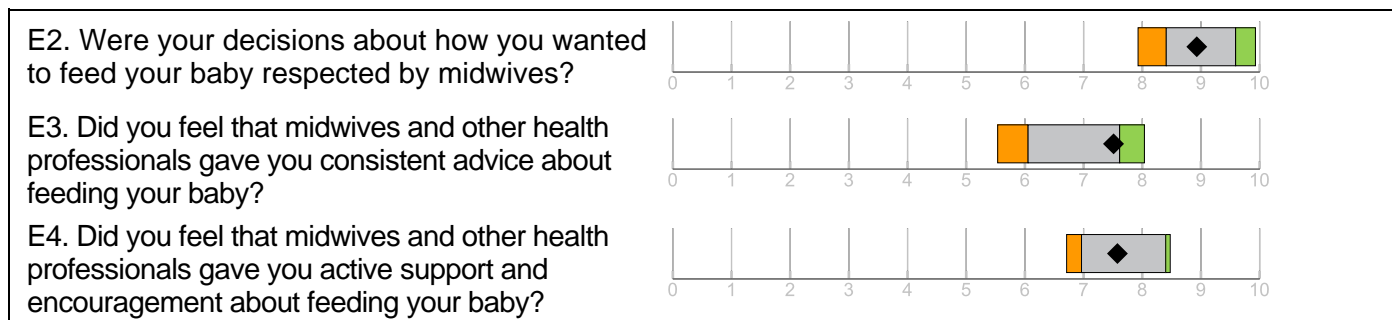 E2. Were your decisions about how you wanted
to feed your baby respected by midwives?
0 1 2 3 4 5 6 7 8 9 10
E3. Did you feel that midwives and other health
professionals gave you consistent advice about
feeding your baby?
0 1 2 3 4 5 6 7 8 9 10
E4. Did you feel that midwives and other health
professionals gave you active support and
encouragement about feeding your baby?
0 1 2 3 4 5 6 7 8 9 10